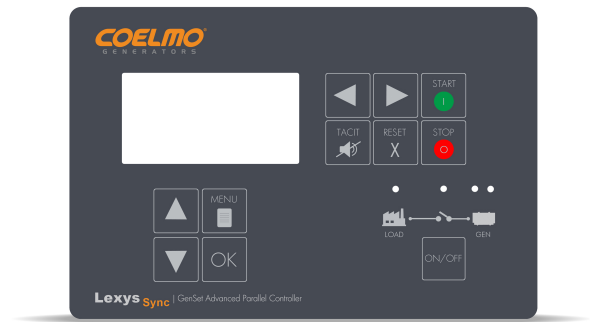 COELMO®
GENERATORS
START
I
TACIT
RESET
X
STOP
O
MENU
OK
LOAD
GEN
ON/OFF
Lexys Sync | GenSet Advanced Parallel Controller